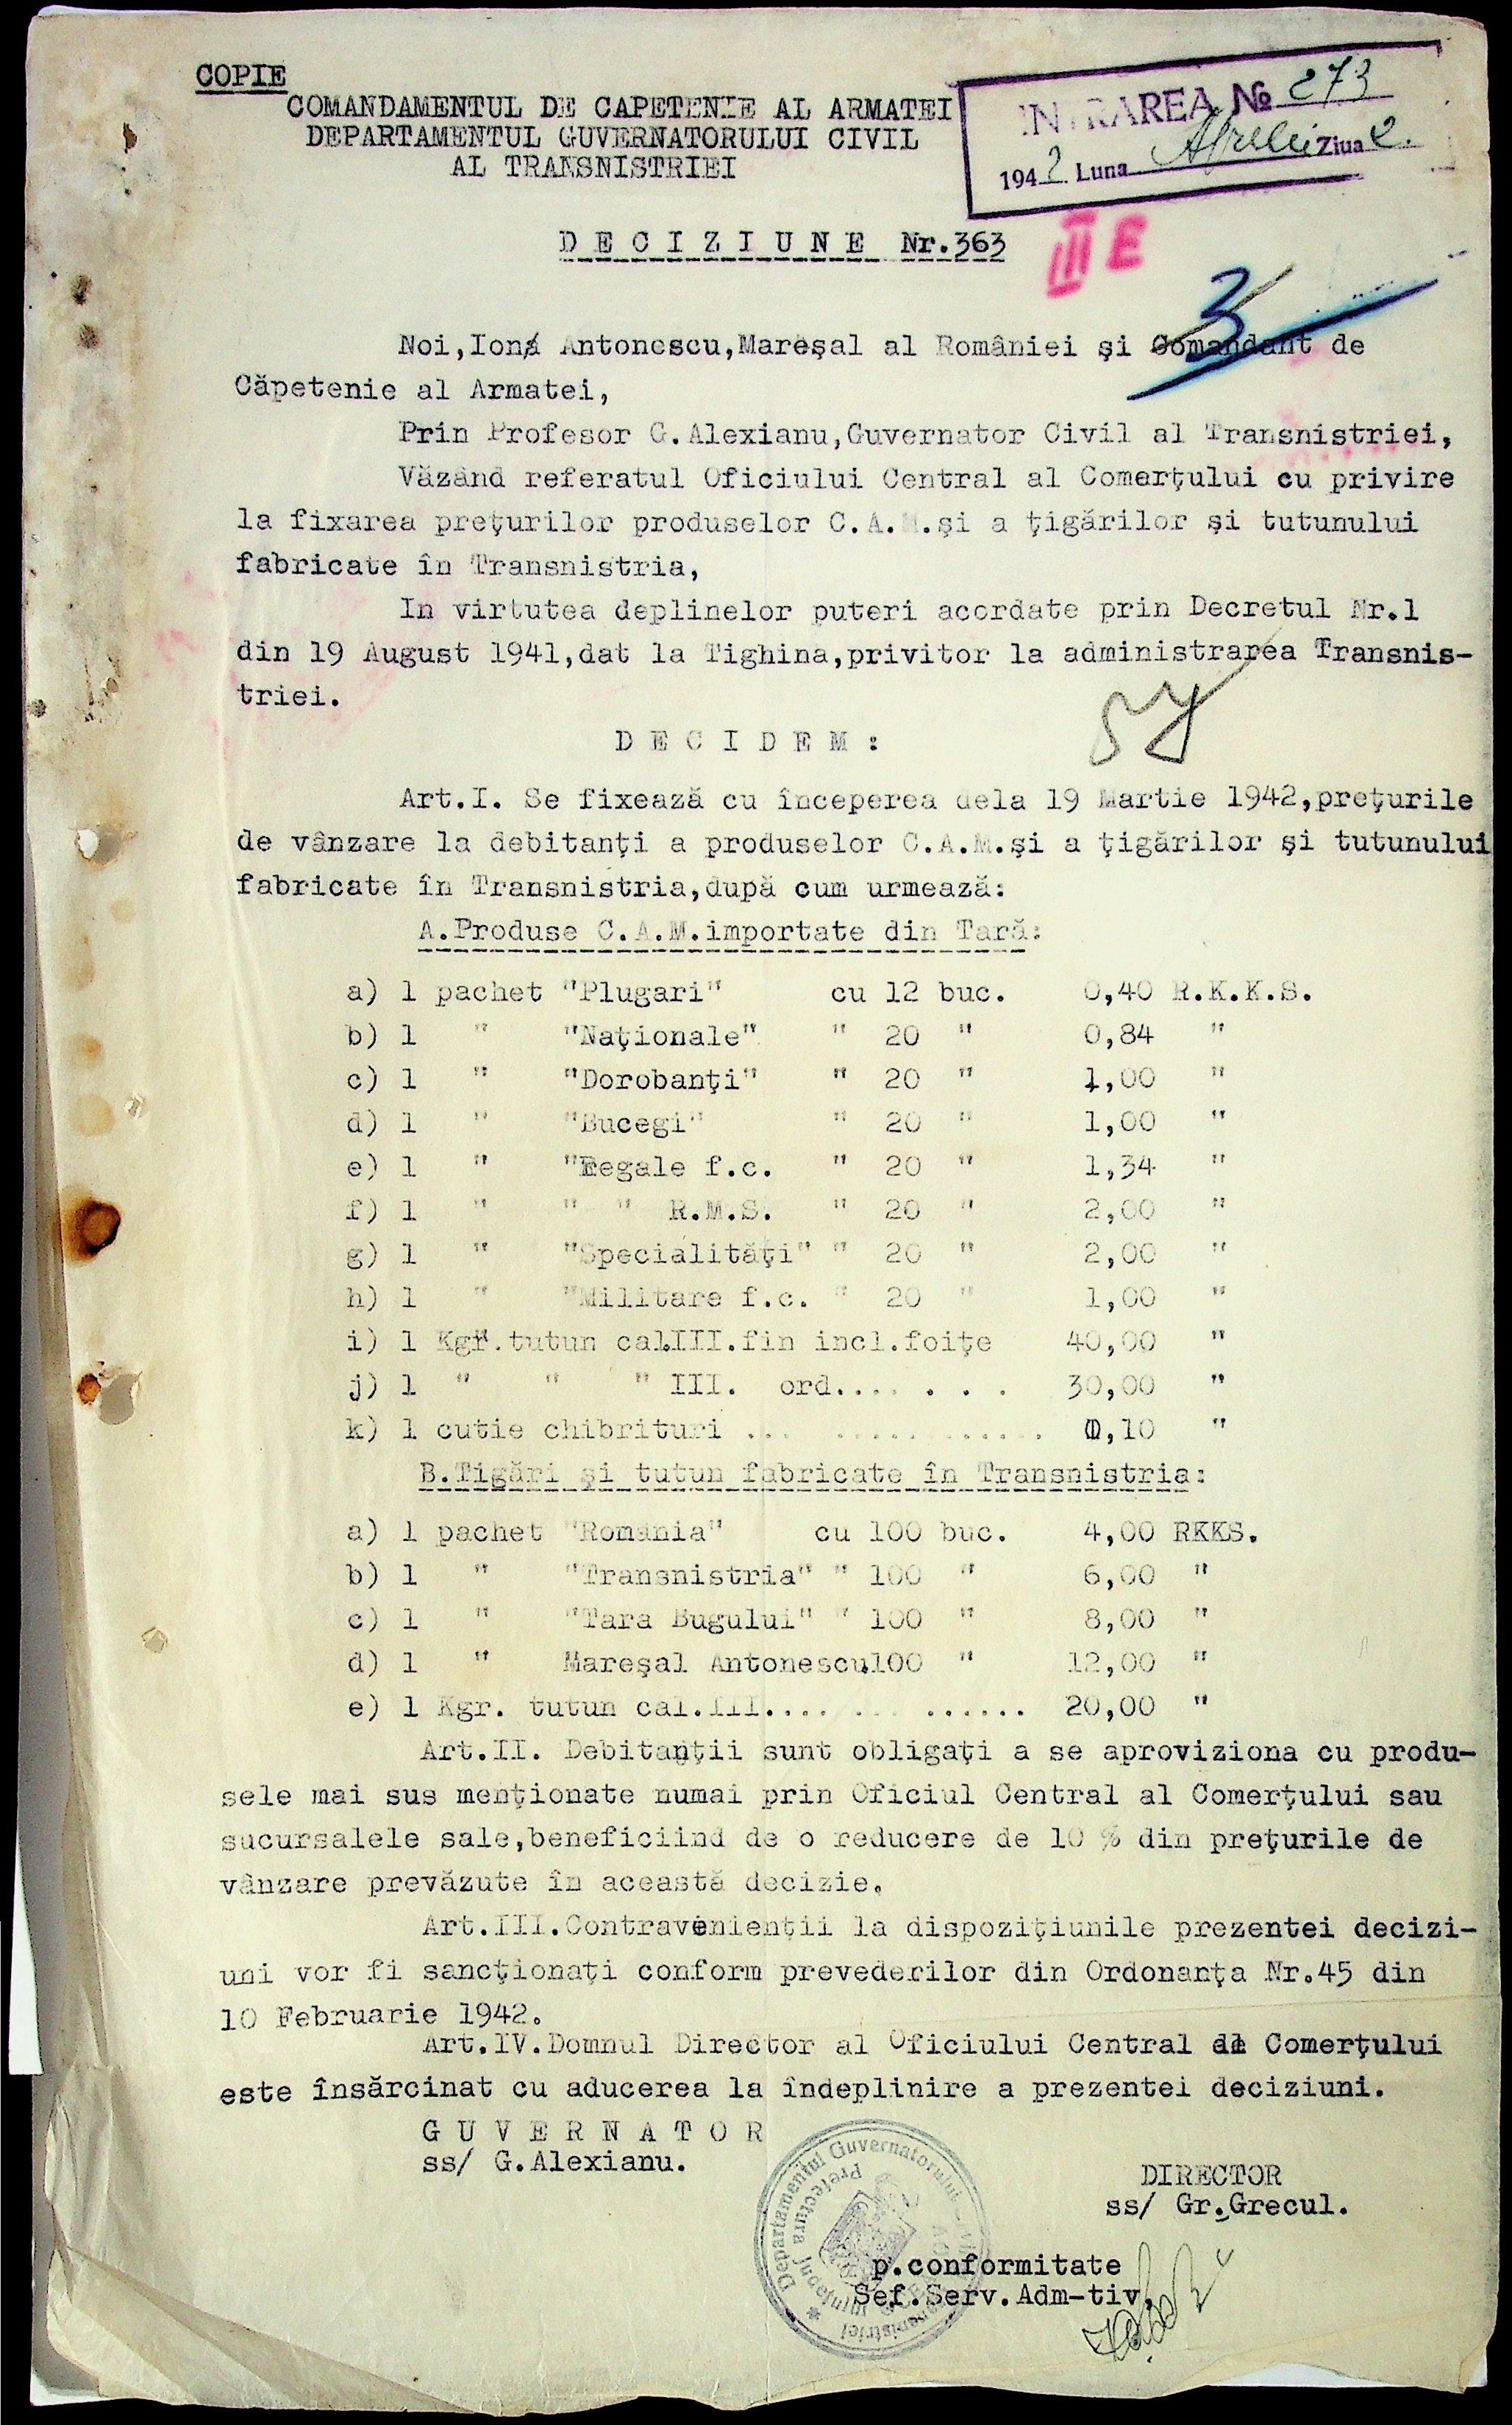 COPIE
COMANDAMENTUL DE CAPETENIE AL ARMATEI
DEPARTAMENTUL GUVERNATORULUI CIVIL
AL TRANSNISTRIEI
INTRAREA № 273
1942 Luna Aprilie Ziua 2.
D E C I Z I U N E Nr.363
III E
Noi,Ion Antonescu,Mareşal al României şi Comandant de
Căpetenie al Armatei,
Prin Profesor G.Alexianu,Guvernator Civil al Transnistriei,
Văzând referatul Oficiului Central al Comerţului cu privire
la fixarea preţurilor produselor C.A.M.şi a ţigărilor şi tutunului
fabricate în Transnistria,
In virtutea deplinelor puteri acordate prin Decretul Nr.1
din 19 August 1941,dat la Tighina,privitor la administrarea Transnis-
triei.
D E C I D E M :
Art.I. Se fixează cu începerea dela 19 Martie 1942,preţurile
de vânzare la debitanţi a produselor C.A.M.şi a ţigărilor şi tutunului
fabricate în Transnistria,după cum urmează:
A.Produse C.A.M.importate din Tară:
a) 1 pachet "Plugari" cu 12 buc. 0,40 R.K.K.S.
b) 1 " "Naţionale" " 20 " 0,84 "
c) 1 " "Dorobanţi" " 20 " 1,00 "
d) 1 " "Bucegi" " 20 " 1,00 "
e) 1 " "Regale f.c. " 20 " 1,34 "
f) 1 " " " R.M.S. " 20 " 2,00 "
g) 1 " "Specialităţi" " 20 " 2,00 "
h) 1 " "Militare f.c. " 20 " 1,00 "
i) 1 Kgr.tutun cal.III.fin incl.foiţe 40,00 "
j) 1 " " " III. ord.... . . . 30,00 "
k) 1 cutie chibrituri ... ............ 0,10 "
B.Tigări şi tutun fabricate în Transnistria:
a) 1 pachet "România" cu 100 buc. 4,00 RKKS.
b) 1 " "Transnistria" " 100 " 6,00 "
c) 1 " "Tara Bugului" " 100 " 8,00 "
d) 1 " Mareşal Antonescu100 " 12,00 "
e) 1 Kgr. tutun cal.III.... .. ...... 20,00 "
Art.II. Debitanţii sunt obligaţi a se aproviziona cu produ-
sele mai sus menţionate numai prin Oficiul Central al Comerţului sau
sucursalele sale,beneficiind de o reducere de 10 % din preţurile de
vânzare prevăzute în această decizie.
Art.III.Contravenienţii la dispoziţiunile prezentei decizi-
uni vor fi sancţionaţi conform prevederilor din Ordonanţa Nr.45 din
10 Februarie 1942.
Art.IV.Domnul Director al Oficiului Central al Comerţului
este însărcinat cu aducerea la îndeplinire a prezentei deciziuni.
G U V E R N A T O R
ss/ G.Alexianu.
DIRECTOR
ss/ Gr.Grecul.
Departamentul Guvernatorului
Prefectura Judeţului
p.conformitate
Sef.Serv.Adm-tiv,